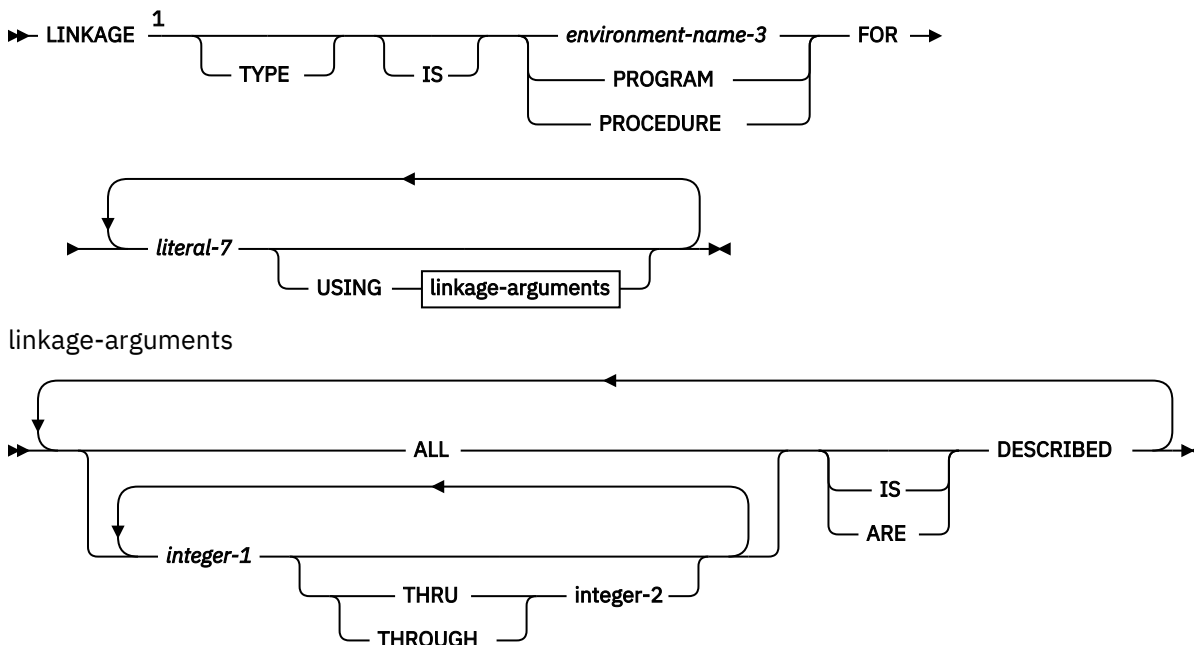 LINKAGE 1 environment-name-3 FOR
TYPE IS PROGRAM
PROCEDURE
literal-7
USING linkage-arguments
linkage-arguments
ALL DESCRIBED
IS
ARE
integer-1
THRU integer-2
THROUGH